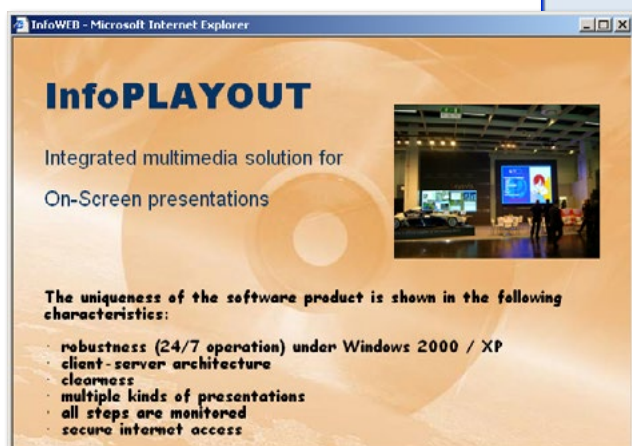 InfoWEB - Microsoft Internet Explorer
InfoPLAYOUT
Integrated multimedia solution for
On-Screen presentations
The uniqueness of the software product is shown in the following
characteristics:
· robustness (24/7 operation) under Windows 2000 / XP
· client-server architecture
· clearness
· multiple kinds of presentations
· all steps are monitored
· secure internet access